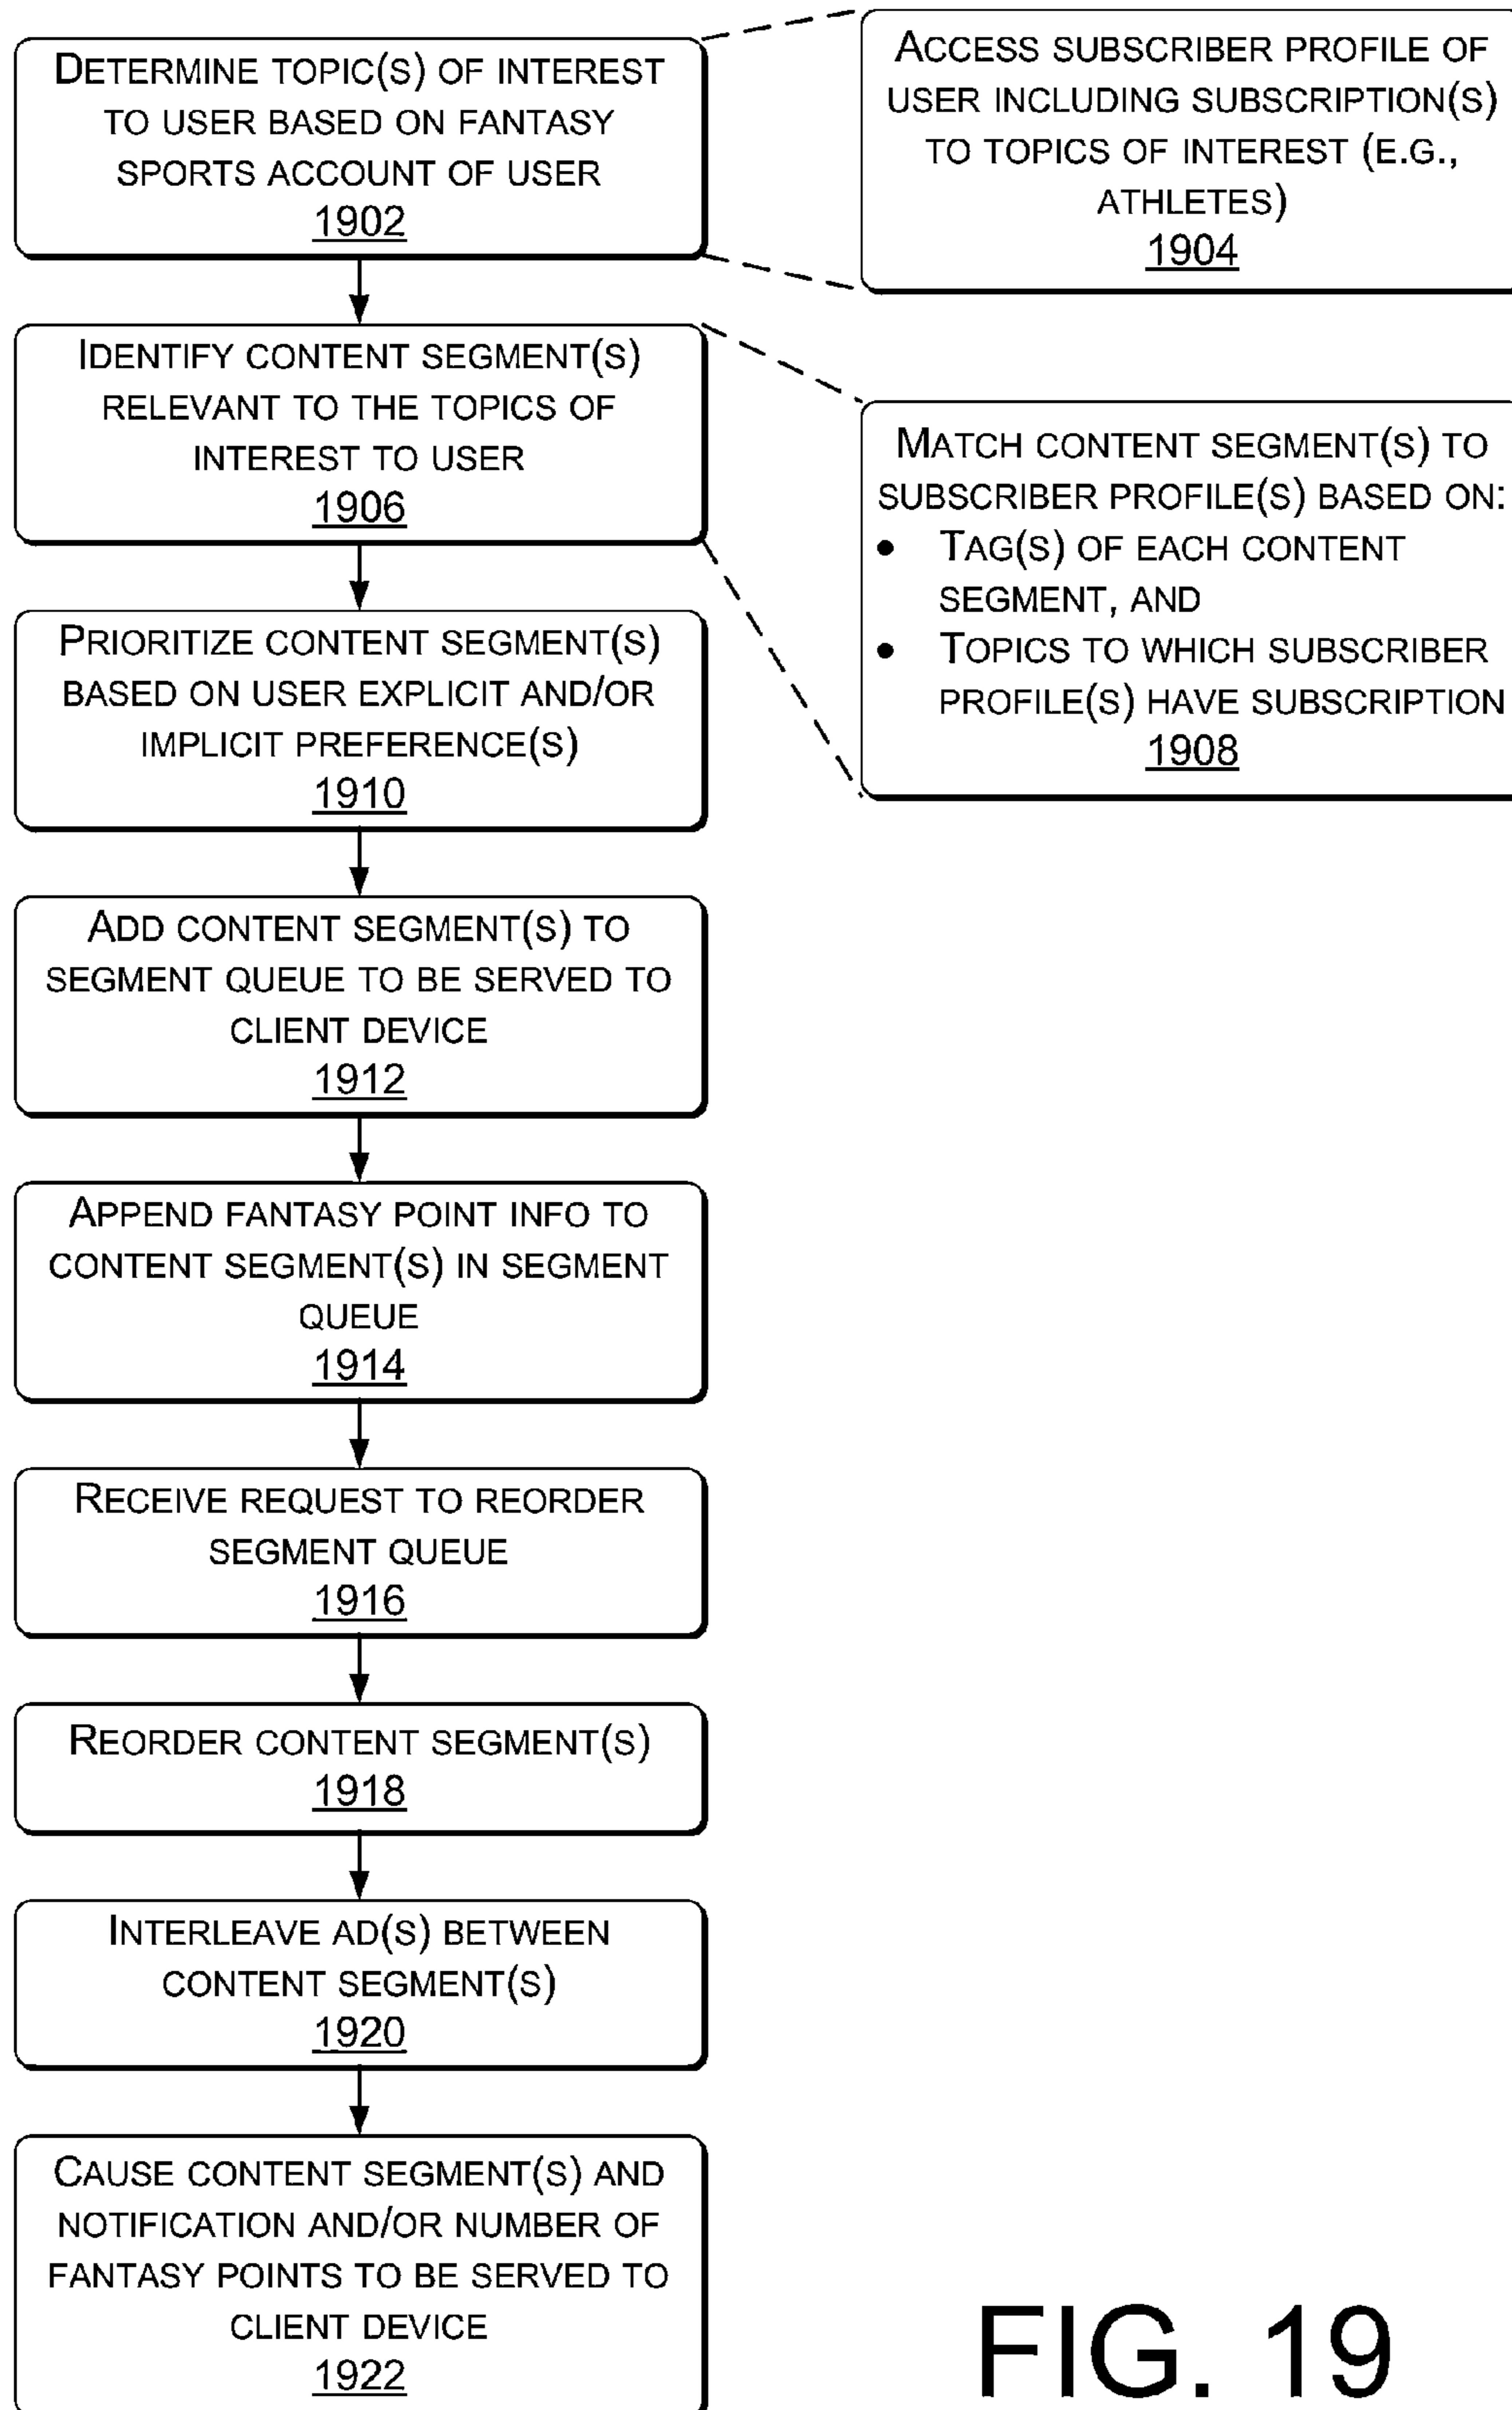 DETERMINE TOPIC(S) OF INTEREST
TO USER BASED ON FANTASY
SPORTS ACCOUNT OF USER
1902
ACCESS SUBSCRIBER PROFILE OF
USER INCLUDING SUBSCRIPTION(S)
TO TOPICS OF INTEREST (E.G.,
ATHLETES)
1904
IDENTIFY CONTENT SEGMENT(S)
RELEVANT TO THE TOPICS OF
INTEREST TO USER
1906
MATCH CONTENT SEGMENT(S) TO
SUBSCRIBER PROFILE(S) BASED ON:
• TAG(S) OF EACH CONTENT
SEGMENT, AND
• TOPICS TO WHICH SUBSCRIBER
PROFILE(S) HAVE SUBSCRIPTION
1908
PRIORITIZE CONTENT SEGMENT(S)
BASED ON USER EXPLICIT AND/OR
IMPLICIT PREFERENCE(S)
1910
ADD CONTENT SEGMENT(S) TO
SEGMENT QUEUE TO BE SERVED TO
CLIENT DEVICE
1912
APPEND FANTASY POINT INFO TO
CONTENT SEGMENT(S) IN SEGMENT
QUEUE
1914
RECEIVE REQUEST TO REORDER
SEGMENT QUEUE
1916
REORDER CONTENT SEGMENT(S)
1918
INTERLEAVE AD(S) BETWEEN
CONTENT SEGMENT(S)
1920
CAUSE CONTENT SEGMENT(S) AND
NOTIFICATION AND/OR NUMBER OF
FANTASY POINTS TO BE SERVED TO
CLIENT DEVICE
1922
FIG. 19